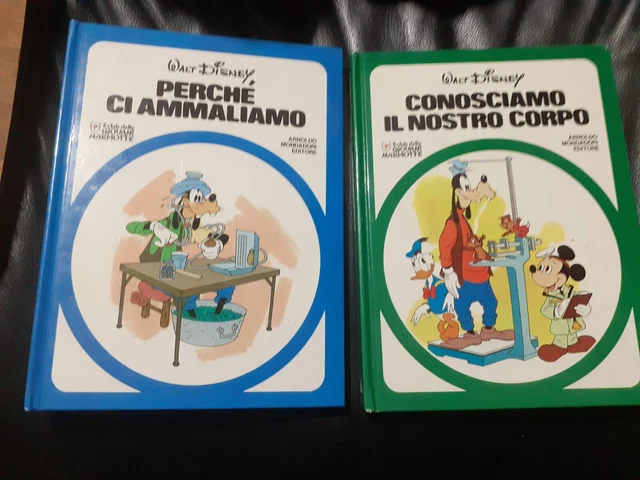 WALT DISNEY
PERCHÉ
CI AMMALIAMO
Il club delle
GIOVANI
MARMOTTE
ARNOLDO
MONDADORI
EDITORE
WALT DISNEY
CONOSCIAMO
IL NOSTRO CORPO
Il club delle
GIOVANI
MARMOTTE
ARNOLDO
MONDADORI
EDITORE